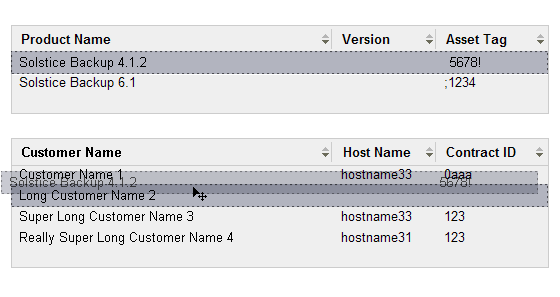 Product Name Version Asset Tag
Solstice Backup 4.1.2 5678!
Solstice Backup 6.1 ;1234
Customer Name Host Name Contract ID
Customer Name 1 hostname33 0aaa
Solstice Backup 4.1.2 5678!
Long Customer Name 2
Super Long Customer Name 3 hostname33 123
Really Super Long Customer Name 4 hostname31 123